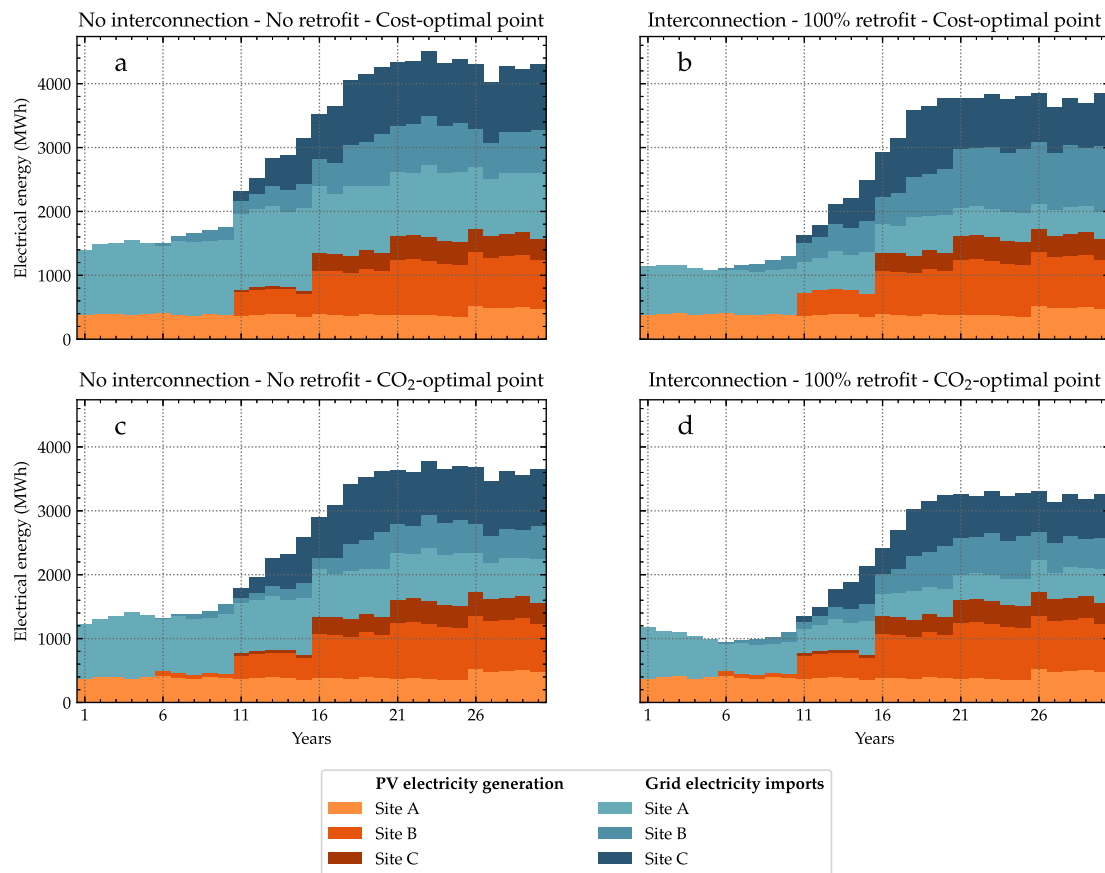 No interconnection - No retrofit - Cost-optimal point
Interconnection - 100% retrofit - Cost-optimal point
a
b
Electrical energy (MWh)
4000
3000
2000
1000
0
No interconnection - No retrofit - CO₂-optimal point
Interconnection - 100% retrofit - CO₂-optimal point
c
d
Electrical energy (MWh)
4000
3000
2000
1000
0
1 6 11 16 21 26
1 6 11 16 21 26
Years
Years
PV electricity generation
Grid electricity imports
Site A
Site A
Site B
Site B
Site C
Site C